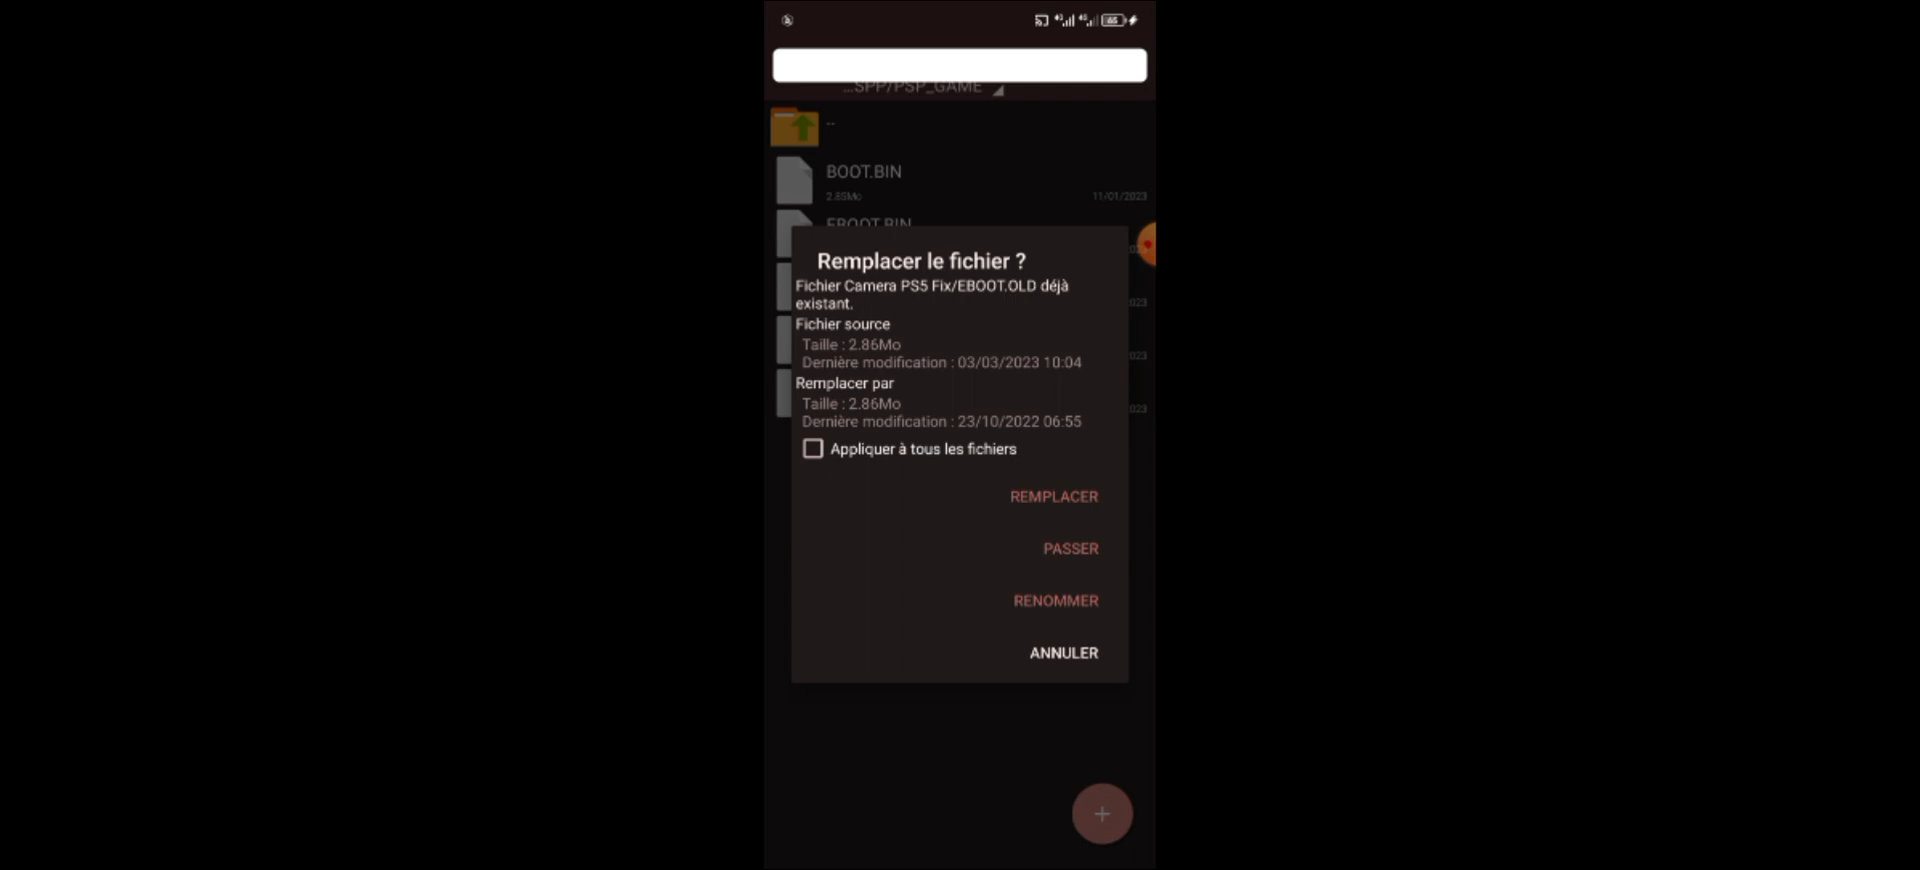 65
...SPP/PSP_GAME
--
BOOT.BIN
2.85Mo
11/01/2023
EBOOT.BIN
Remplacer le fichier ?
Fichier Camera PS5 Fix/EBOOT.OLD déjà
existant.
Fichier source
Taille : 2.86Mo
Dernière modification : 03/03/2023 10:04
Remplacer par
Taille : 2.86Mo
Dernière modification : 23/10/2022 06:55
Appliquer à tous les fichiers
REMPLACER
PASSER
RENOMMER
ANNULER
+